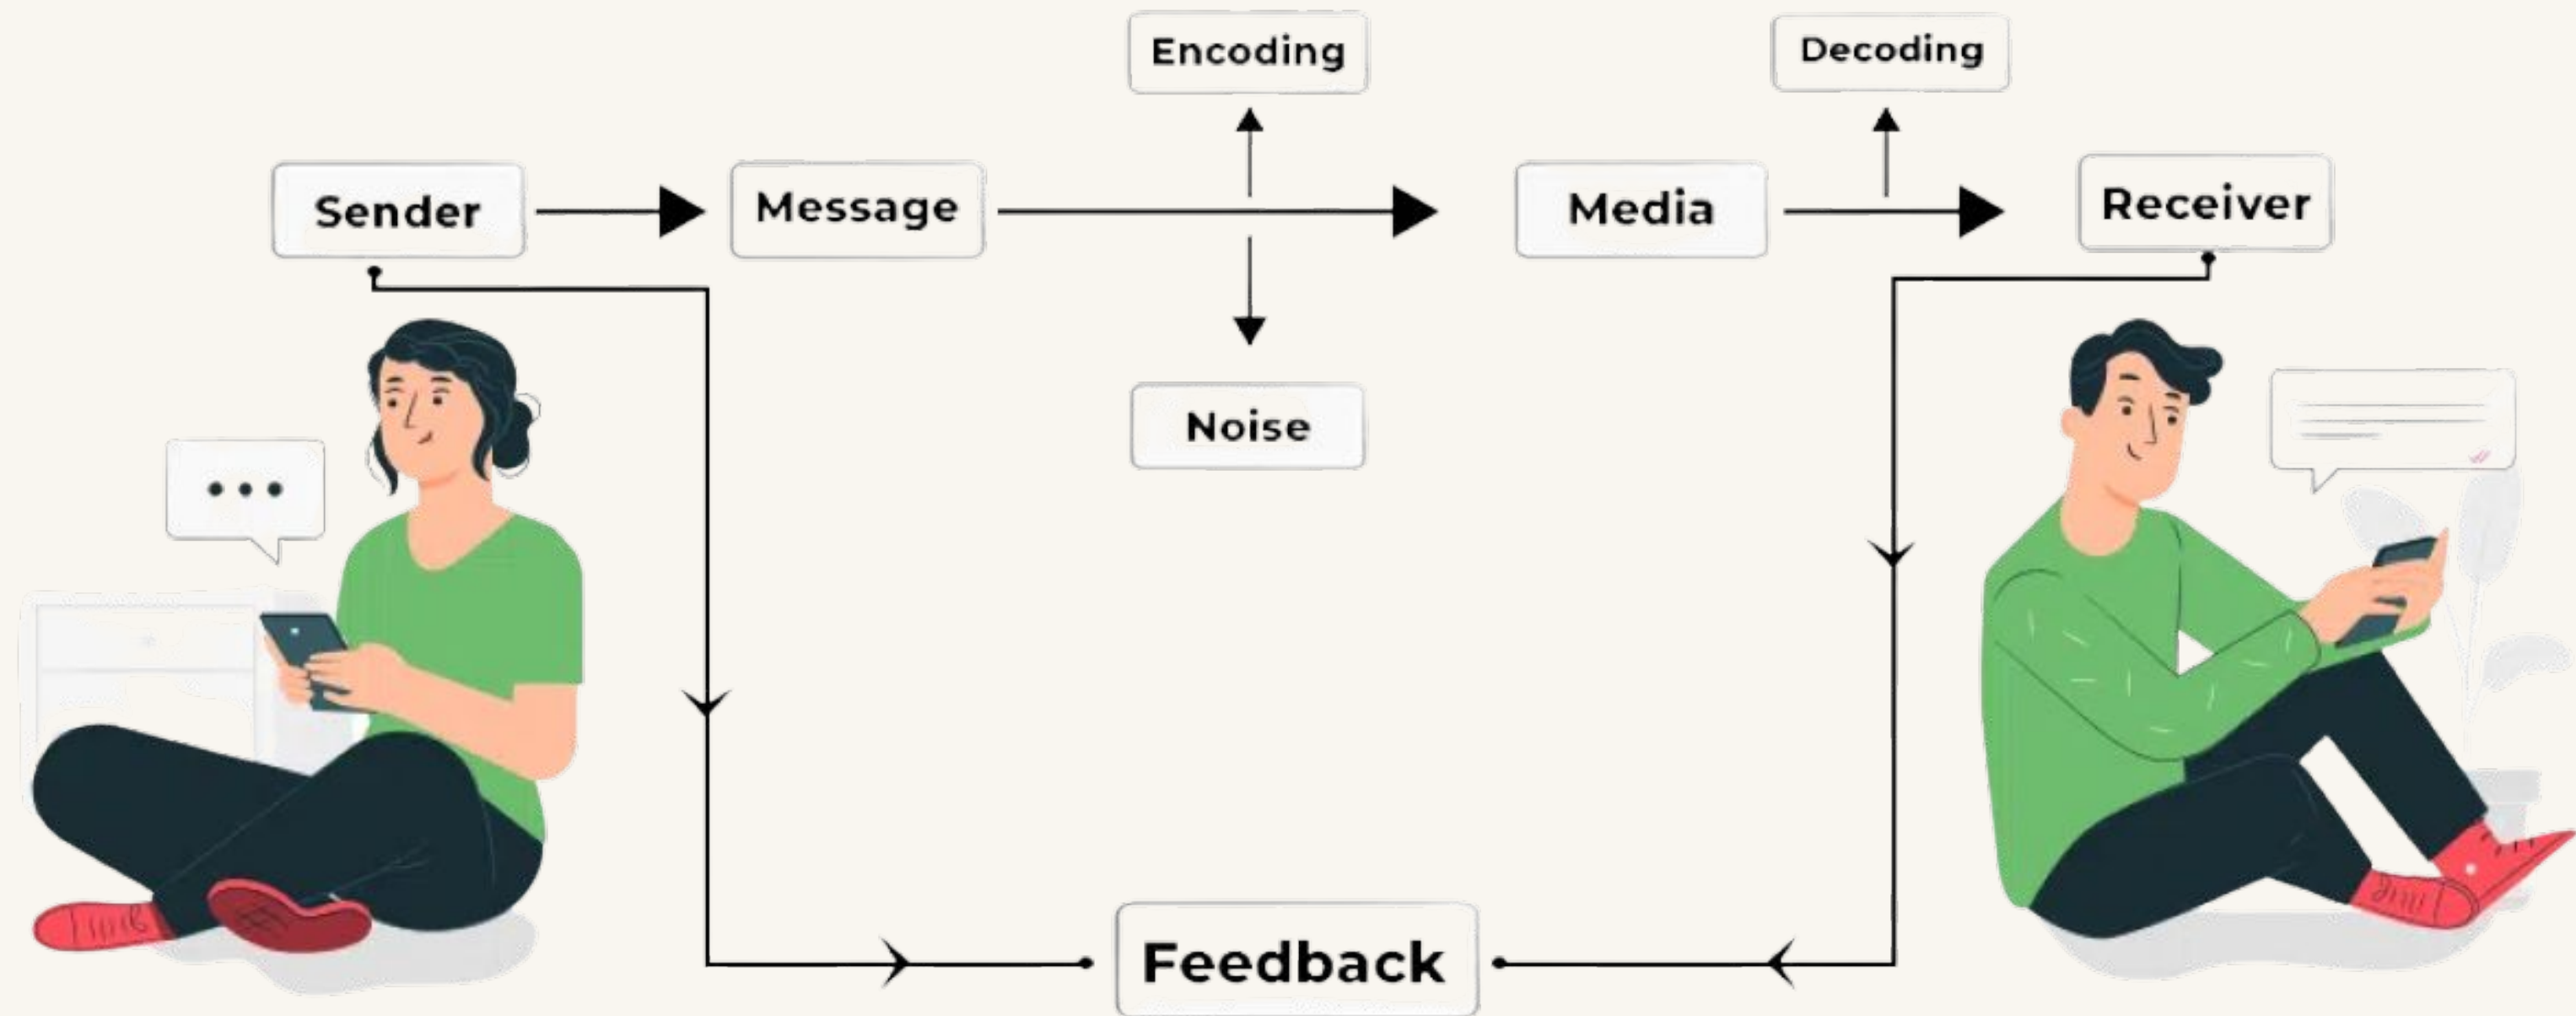 Encoding
Decoding
Sender
Message
Media
Receiver
Noise
Feedback